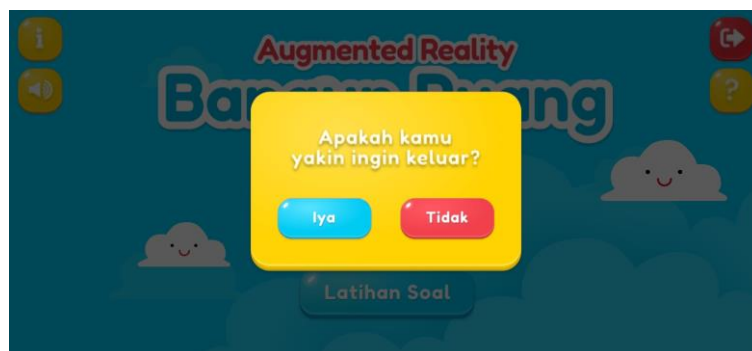 Augmented Reality
Apakah kamu
yakin ingin keluar?
Iya
Tidak
Latihan Soal
?